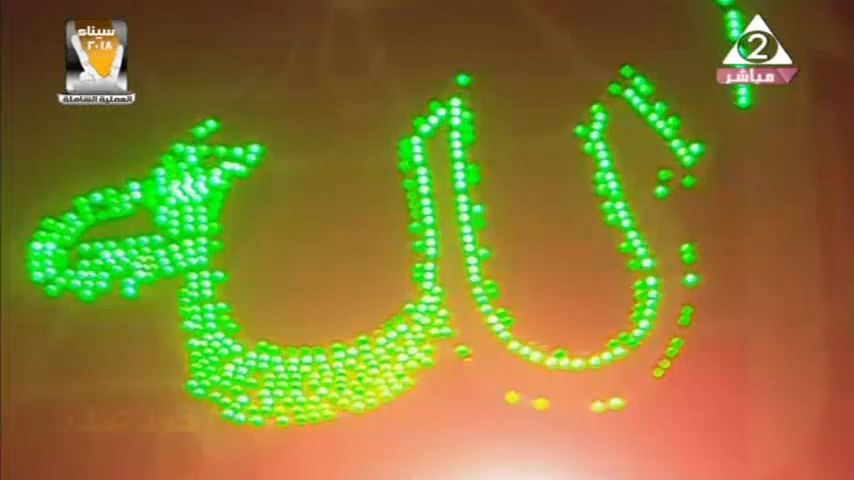 سيناء
٢٠١٨
العملية الشاملة
2
مباشر
الله